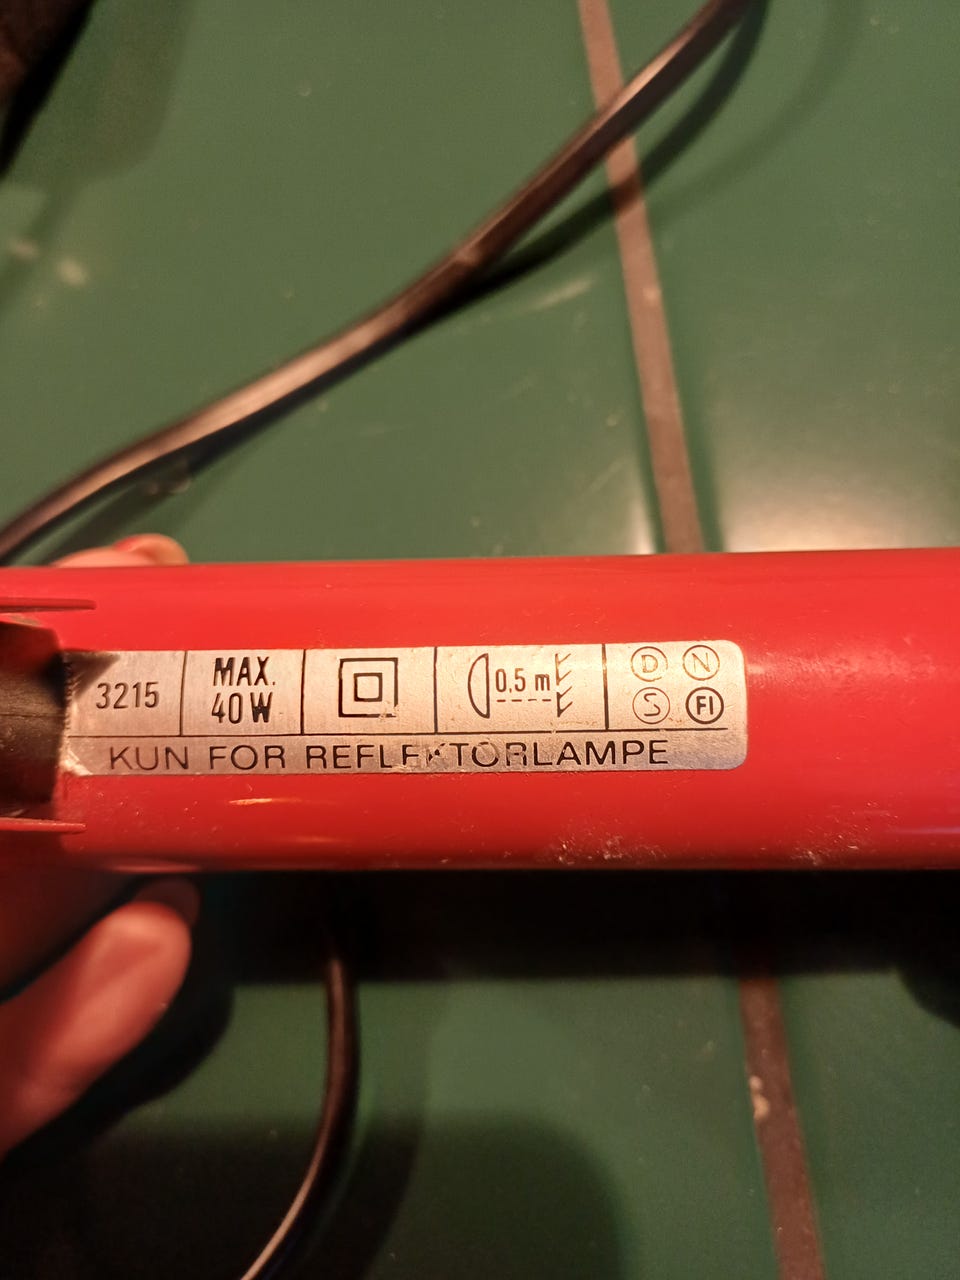 3215
MAX.
40 W
0,5 m
D N
S FI
KUN FOR REFLEKTORLAMPE